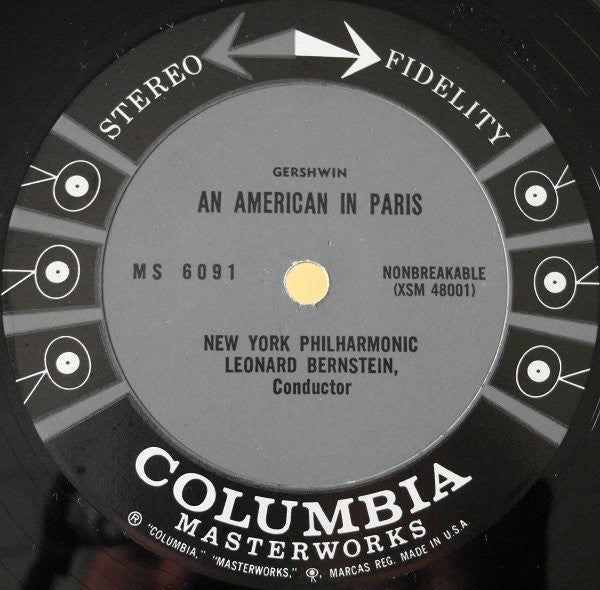 STEREO FIDELITY
GERSHWIN
AN AMERICAN IN PARIS
MS 6091
NONBREAKABLE
(XSM 48001)
NEW YORK PHILHARMONIC
LEONARD BERNSTEIN,
Conductor
COLUMBIA
MASTERWORKS
® "COLUMBIA," "MASTERWORKS," , MARCAS REG. MADE IN U.S.A